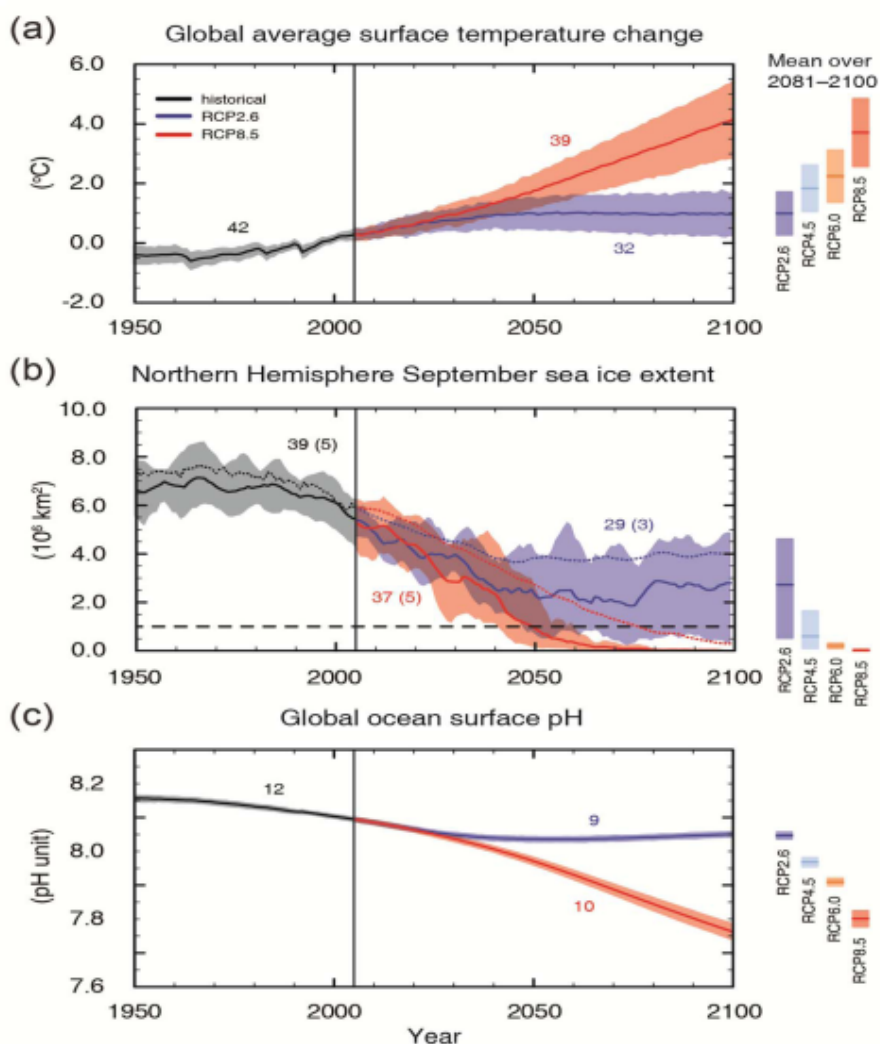 (a)
Global average surface temperature change
Mean over
2081–2100
6.0
4.0
2.0
0.0
-2.0
(°C)
historical
RCP2.6
RCP8.5
42
39
32
1950
2000
2050
2100
RCP2.6
RCP4.5
RCP6.0
RCP8.5
(b)
Northern Hemisphere September sea ice extent
10.0
8.0
6.0
4.0
2.0
0.0
(10⁶ km²)
39 (5)
29 (3)
37 (5)
1950
2000
2050
2100
RCP2.6
RCP4.5
RCP6.0
RCP8.5
(c)
Global ocean surface pH
8.2
8.0
7.8
7.6
(pH unit)
12
9
10
1950
2000
2050
2100
Year
RCP2.6
RCP4.5
RCP6.0
RCP8.5